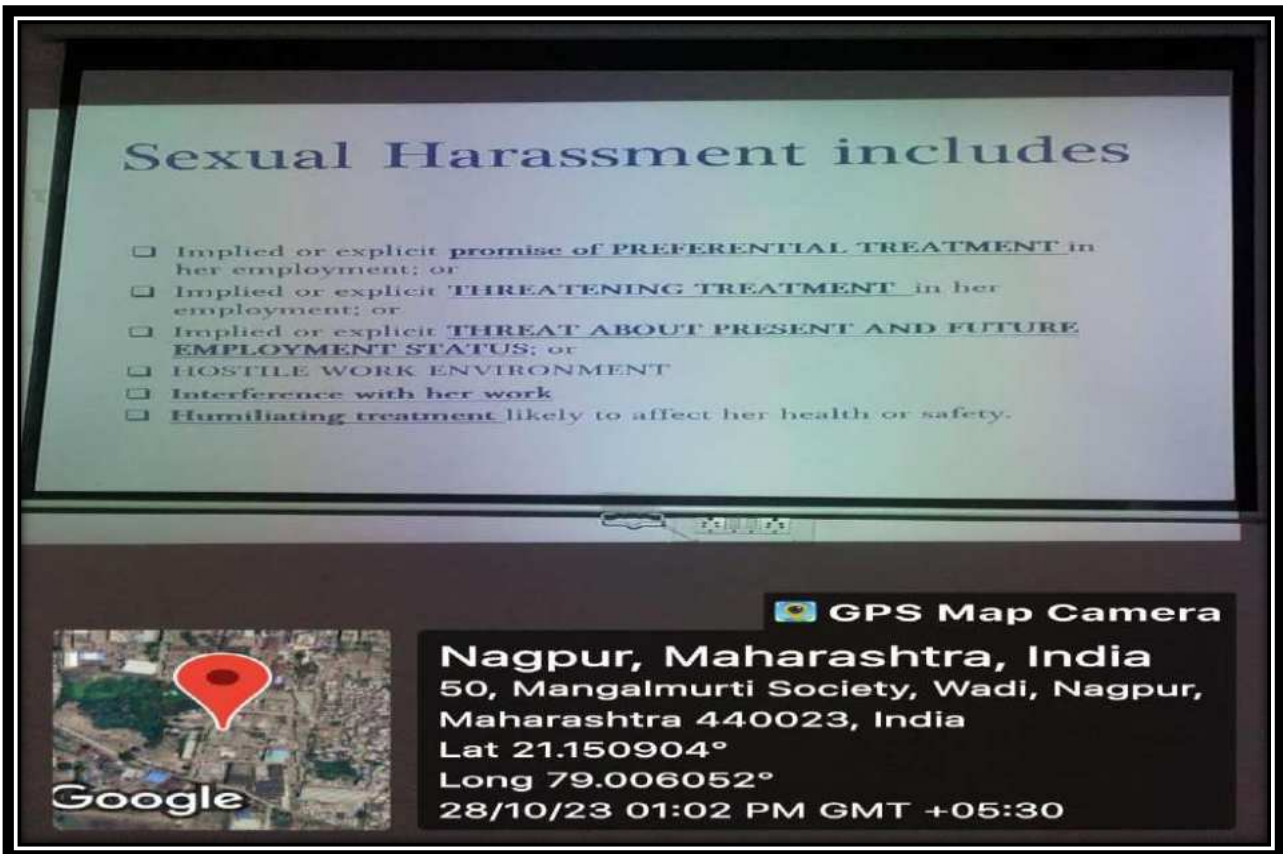 Sexual Harassment includes
❑ Implied or explicit promise of PREFERENTIAL TREATMENT in
her employment; or
❑ Implied or explicit THREATENING TREATMENT in her
employment; or
❑ Implied or explicit THREAT ABOUT PRESENT AND FUTURE
EMPLOYMENT STATUS; or
❑ HOSTILE WORK ENVIRONMENT
❑ Interference with her work
❑ Humiliating treatment likely to affect her health or safety.
GPS Map Camera
Nagpur, Maharashtra, India
50, Mangalmurti Society, Wadi, Nagpur,
Maharashtra 440023, India
Lat 21.150904°
Long 79.006052°
28/10/23 01:02 PM GMT +05:30
Google